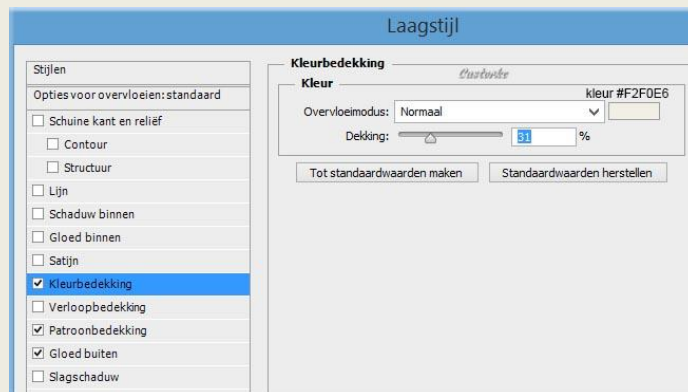 Laagstijl
Stijlen
Opties voor overvloeien: standaard
Schuine kant en reliëf
Contour
Structuur
Lijn
Schaduw binnen
Gloed binnen
Satijn
Kleurbedekking
Verloopbedekking
Patroonbedekking
Gloed buiten
Slagschaduw
Kleurbedekking
Kleur
kleur #F2F0E6
Overvloeimodus: Normaal
Dekking: 31 %
Tot standaardwaarden maken Standaardwaarden herstellen